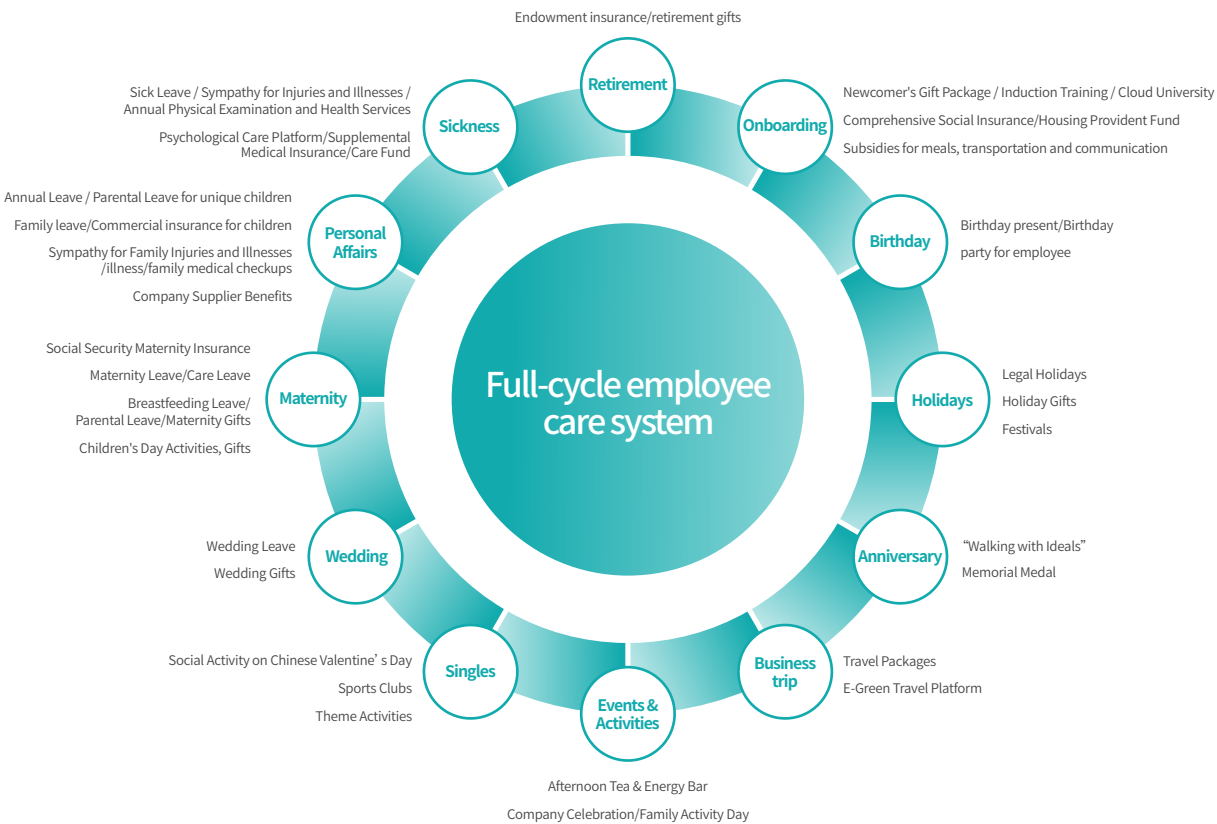 Endowment insurance/retirement gifts
Retirement
Newcomer's Gift Package / Induction Training / Cloud University
Comprehensive Social Insurance/Housing Provident Fund
Subsidies for meals, transportation and communication
Onboarding
Birthday present/Birthday
party for employee
Birthday
Legal Holidays
Holiday Gifts
Festivals
Holidays
“Walking with Ideals”
Memorial Medal
Anniversary
Travel Packages
E-Green Travel Platform
Business
trip
Events &
Activities
Afternoon Tea & Energy Bar
Company Celebration/Family Activity Day
Singles
Social Activity on Chinese Valentine’s Day
Sports Clubs
Theme Activities
Wedding
Wedding Leave
Wedding Gifts
Maternity
Social Security Maternity Insurance
Maternity Leave/Care Leave
Breastfeeding Leave/
Parental Leave/Maternity Gifts
Children's Day Activities, Gifts
Personal
Affairs
Annual Leave / Parental Leave for unique children
Family leave/Commercial insurance for children
Sympathy for Family Injuries and Illnesses
/illness/family medical checkups
Company Supplier Benefits
Sickness
Sick Leave / Sympathy for Injuries and Illnesses /
Annual Physical Examination and Health Services
Psychological Care Platform/Supplemental
Medical Insurance/Care Fund
Full-cycle employee
care system